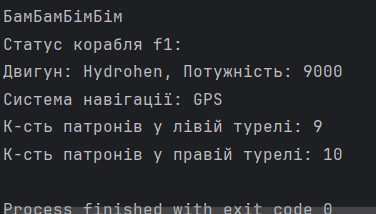 БамБамБімБім
Статус корабля f1:
Двигун: Hydrohen, Потужність: 9000
Система навігації: GPS
К-сть патронів у лівій турелі: 9
К-сть патронів у правій турелі: 10
Process finished with exit code 0